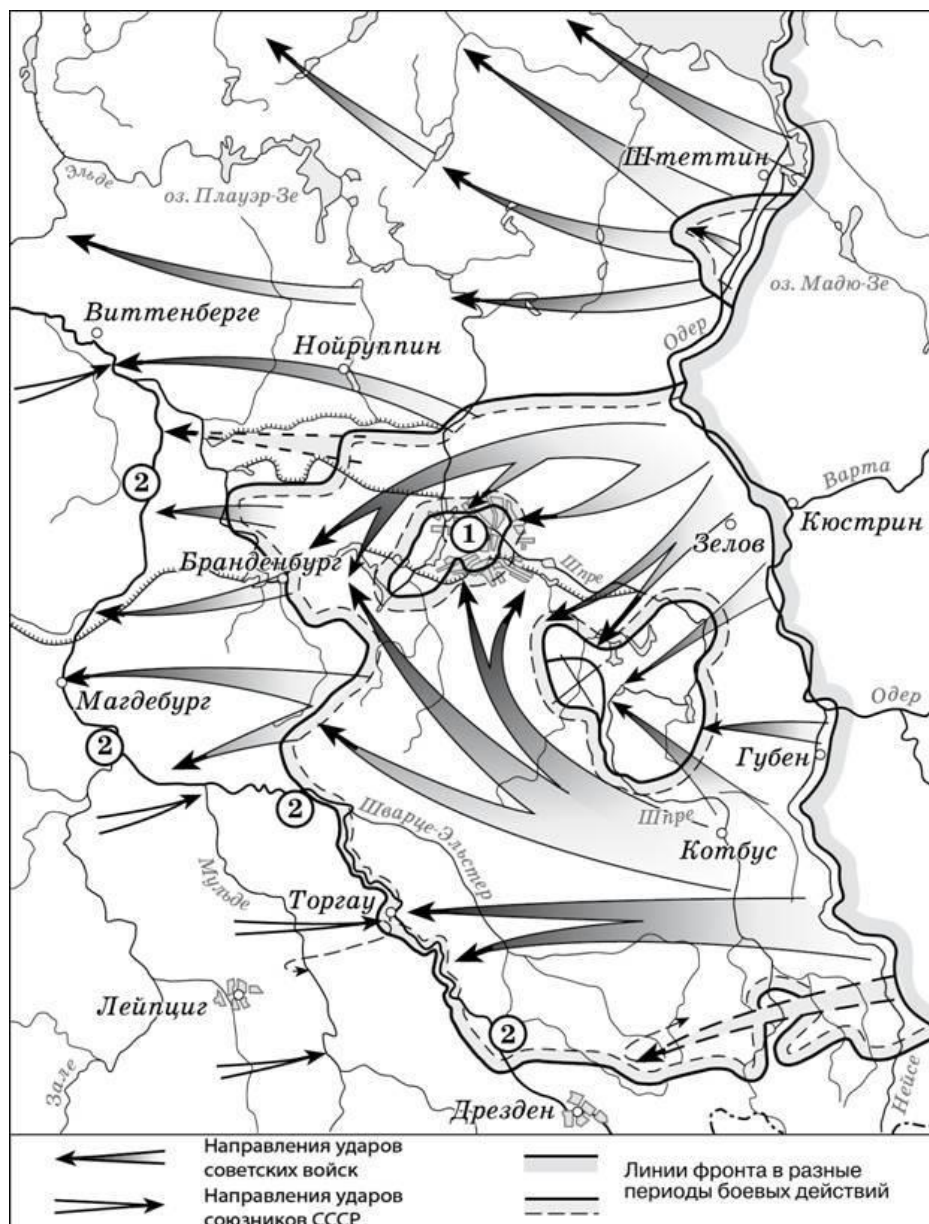 Штеттин
Эльде
оз. Плауэр-Зе
оз. Мадю-Зе
Виттенберге
Одер
Нойруппин
Варта
2
Кюстрин
1
Зелов
Бранденбург
Шпре
Магдебург
Одер
2
Губен
2
Шварце-Эльстер
Шпре
Котбус
Мульде
Торгау
Лейпциг
2
Зале
Дрезден
Нейсе
Направления ударов
советских войск
Направления ударов
союзников СССР
Линии фронта в разные
периоды боевых действий